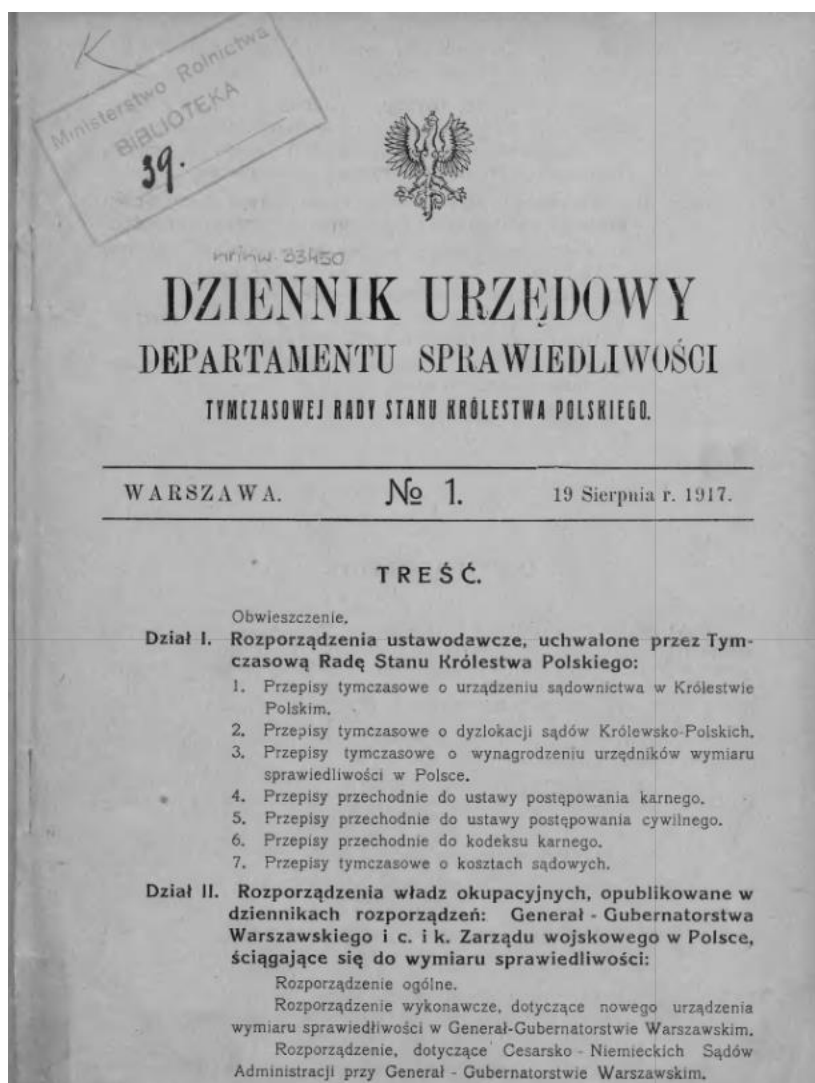 K
Ministerstwo Rolnictwa
BIBLIOTEKA
39.
nr inw. 33450
DZIENNIK URZĘDOWY
DEPARTAMENTU SPRAWIEDLIWOŚCI
TYMCZASOWEJ RADY STANU KRÓLESTWA POLSKIEGO.
WARSZAWA. № 1. 19 Sierpnia r. 1917.
TREŚĆ.
Obwieszczenie.
Dział I. Rozporządzenia ustawodawcze, uchwalone przez Tym-
czasową Radę Stanu Królestwa Polskiego:
1. Przepisy tymczasowe o urządzeniu sądownictwa w Królestwie
Polskim.
2. Przepisy tymczasowe o dyzlokacji sądów Królewsko-Polskich.
3. Przepisy tymczasowe o wynagrodzeniu urzędników wymiaru
sprawiedliwości w Polsce.
4. Przepisy przechodnie do ustawy postępowania karnego.
5. Przepisy przechodnie do ustawy postępowania cywilnego.
6. Przepisy przechodnie do kodeksu karnego.
7. Przepisy tymczasowe o kosztach sądowych.
Dział II. Rozporządzenia władz okupacyjnych, opublikowane w
dziennikach rozporządzeń: Generał - Gubernatorstwa
Warszawskiego i c. i k. Zarządu wojskowego w Polsce,
ściągające się do wymiaru sprawiedliwości:
Rozporządzenie ogólne.
Rozporządzenie wykonawcze, dotyczące nowego urządzenia
wymiaru sprawiedliwości w Generał-Gubernatorstwie Warszawskim.
Rozporządzenie, dotyczące Cesarsko - Niemieckich Sądów
Administracji przy Generał - Gubernatorstwie Warszawskim.